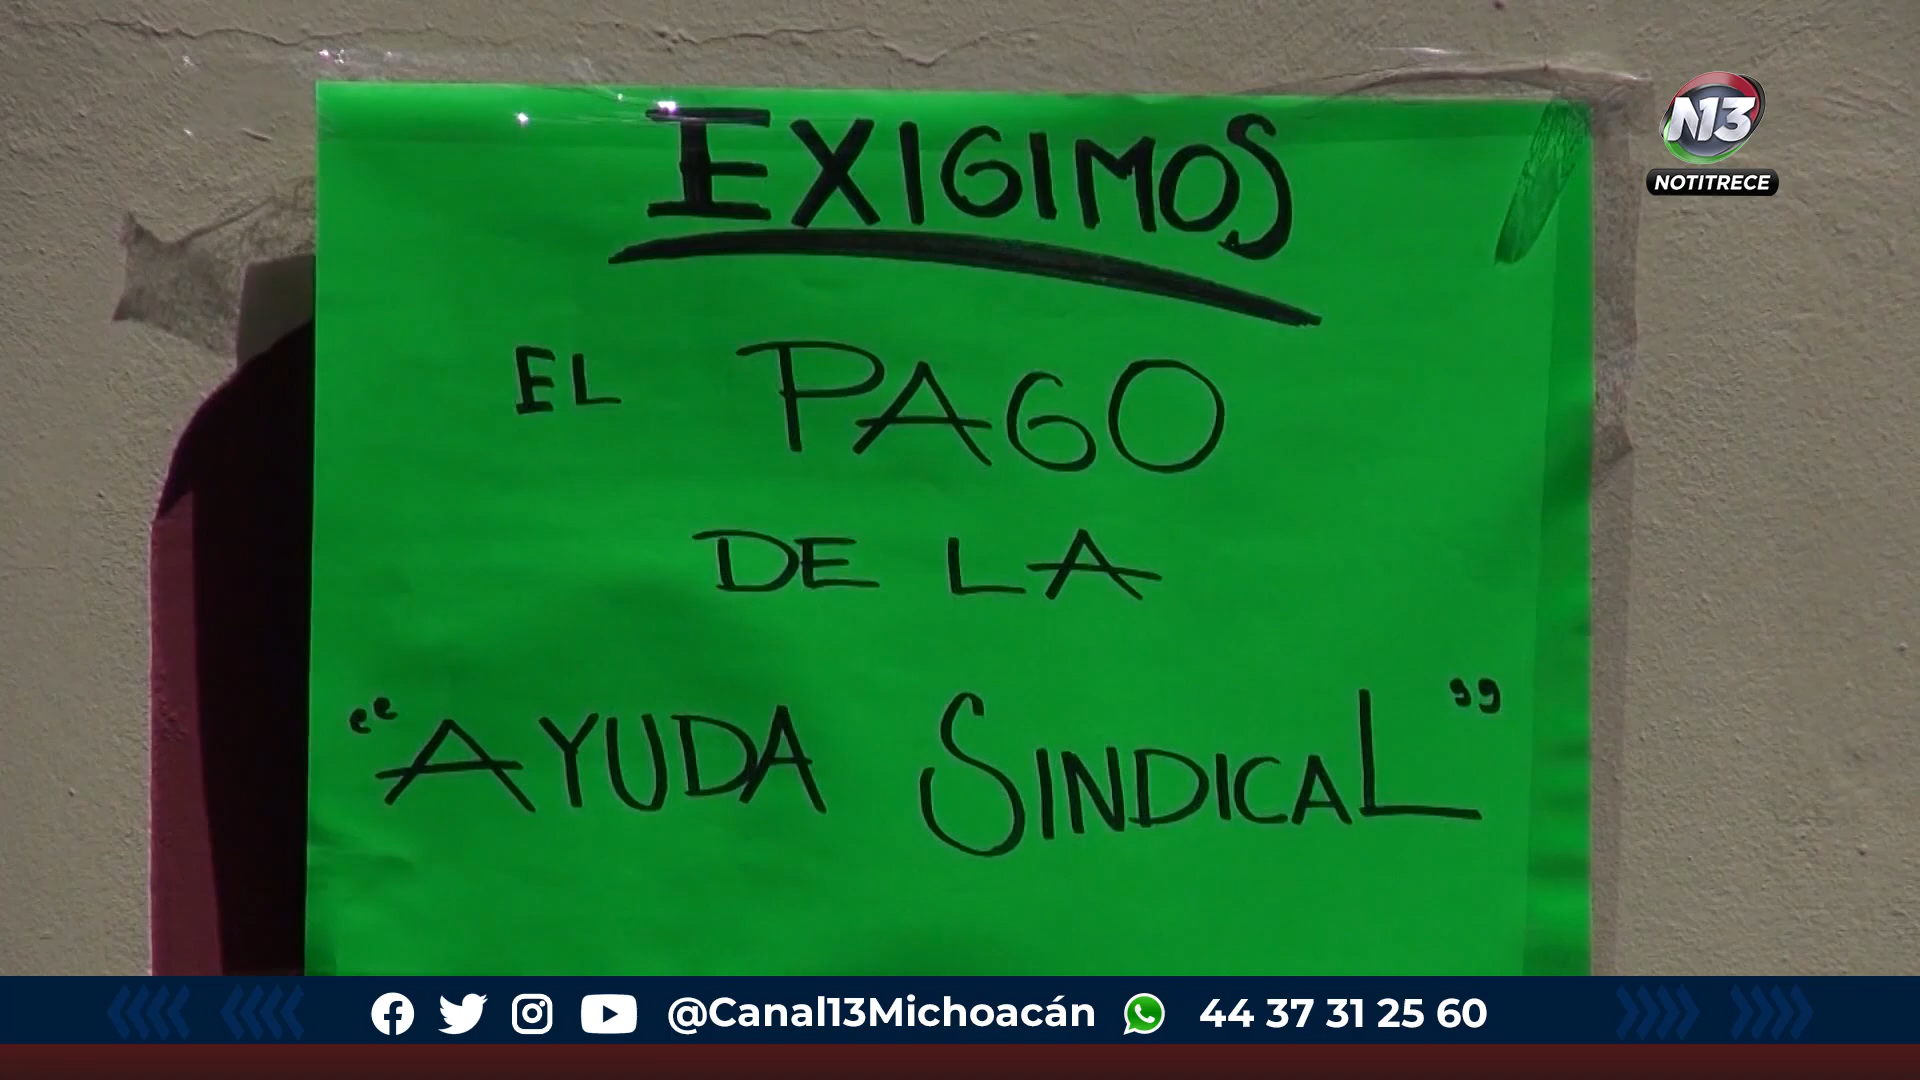 EXIGIMOS
EL PAGO
DE LA
“AYUDA SINDICAL”
N13
NOTITRECE
@Canal13Michoacán 44 37 31 25 60